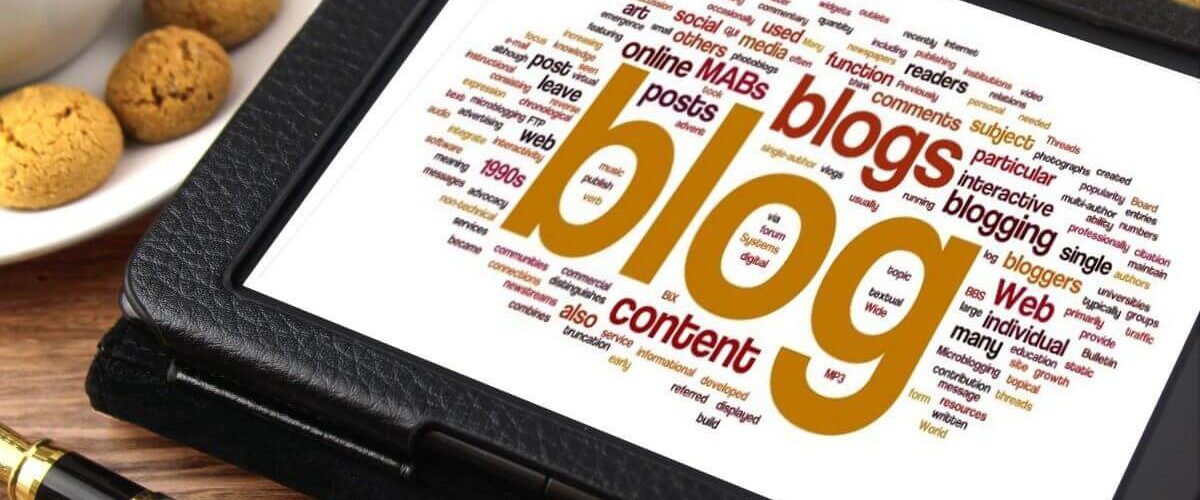 occasionally
commentary
widgets outlets
quantity
recently Internet
art
social
qui
used
Many
newspapers
including
publishing
institutions
video
emergence
small
media
often
function
readers
relations
featuring
others
photoblogs
think
Previously
personal
needed
online
MABs
book
blogs
comments
subject
Threads
focus
knowledge
increasing
e-mail
seen
although
post
virtual
posts
advent
particular
photographs
created
instructional
consisting
leave
reverse
interactive
popularity
Board
expression
chronological
multi-author
entries
text
microblogging
FTP
single-author
vlogs
ability
numbers
audio
advertising
web
usually
running
blogging
professionally
citation
integrate
interactivity
blog
music
publish
verb
single
maintain
software
1990s
via
forum
Systems
digital
log
bloggers
authors
meaning
messages
advocacy
topic
universities
non-technical
textual
Wide
BBS
Web
typically
groups
services
communities
commercial
large
primarily
traffic
became
connections
distinguishes
BIX
individual
provide
newstreams
also
content
many
education
static
Bulletin
combines
service
Microblogging
site
growth
truncation
informational
developed
MP3
contribution
topical
early
message
threads
referred
displayed
form
resources
build
written
World